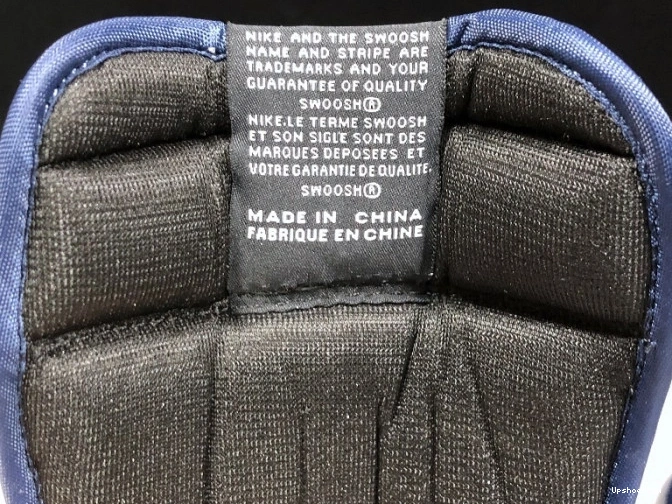 NIKE AND THE SWOOSH
NAME AND STRIPE ARE
TRADEMARKS AND YOUR
GUARANTEE OF QUALITY
SWOOSH®
NIKE.LE TERME SWOOSH
ET SON SIGLE SONT DES
MARQUES DEPOSEES ET
VOTRE GARANTIE DE QUALITE.
SWOOSH®
MADE IN CHINA
FABRIQUE EN CHINE